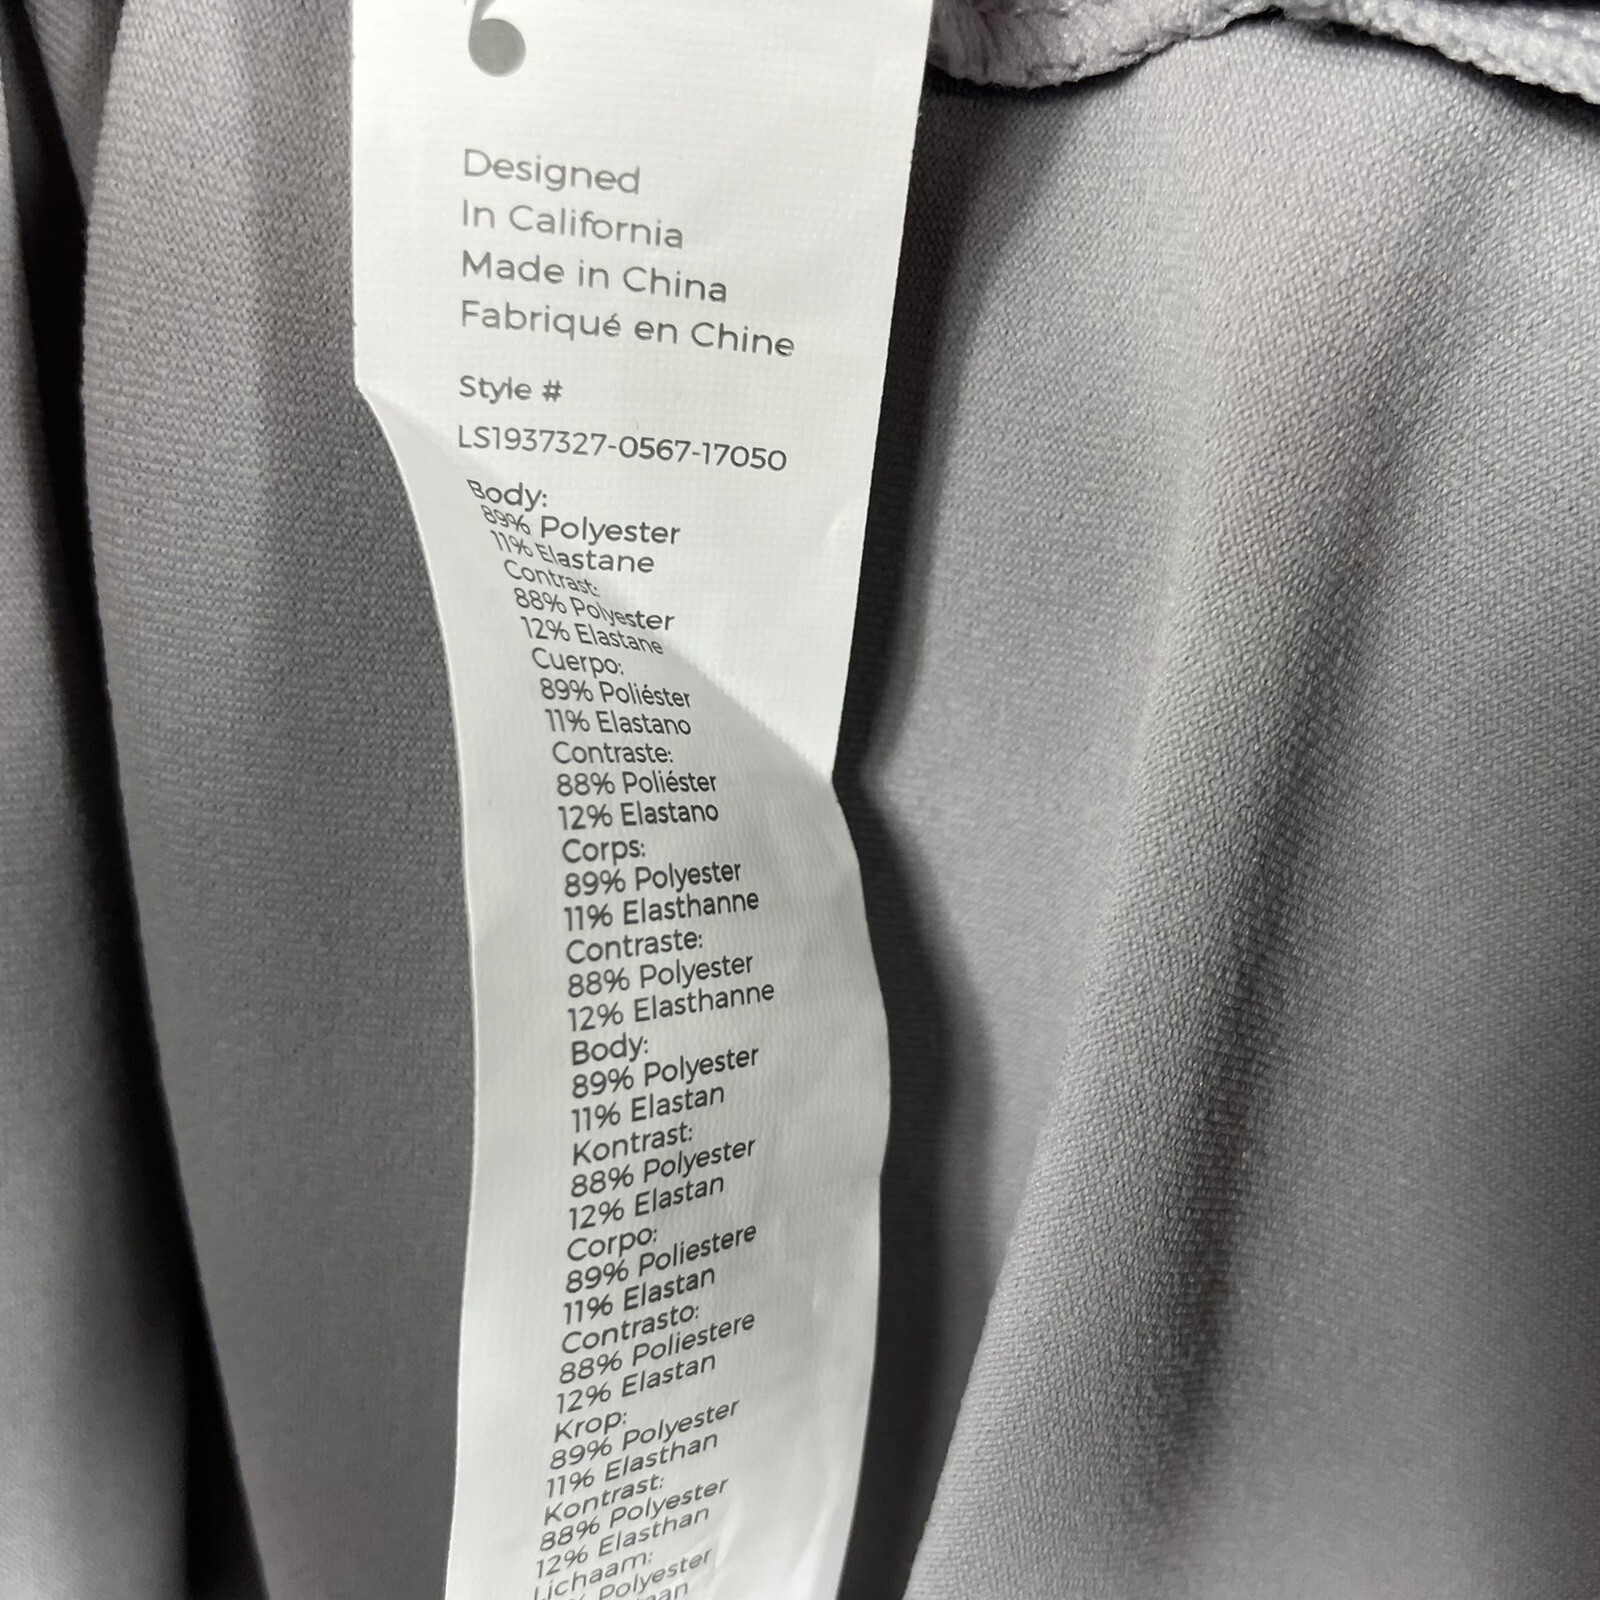 Designed
In California
Made in China
Fabriqué en Chine
Style #
LS1937327-0567-17050
Body:
89% Polyester
11% Elastane
Contrast:
88% Polyester
12% Elastane
Cuerpo:
89% Poliéster
11% Elastano
Contraste:
88% Poliéster
12% Elastano
Corps:
89% Polyester
11% Elasthanne
Contraste:
88% Polyester
12% Elasthanne
Body:
89% Polyester
11% Elastan
Kontrast:
88% Polyester
12% Elastan
Corpo:
89% Poliestere
11% Elastan
Contrasto:
88% Poliestere
12% Elastan
Krop:
89% Polyester
11% Elasthan
Kontrast:
88% Polyester
12% Elasthan
Lichaam:
Polyester